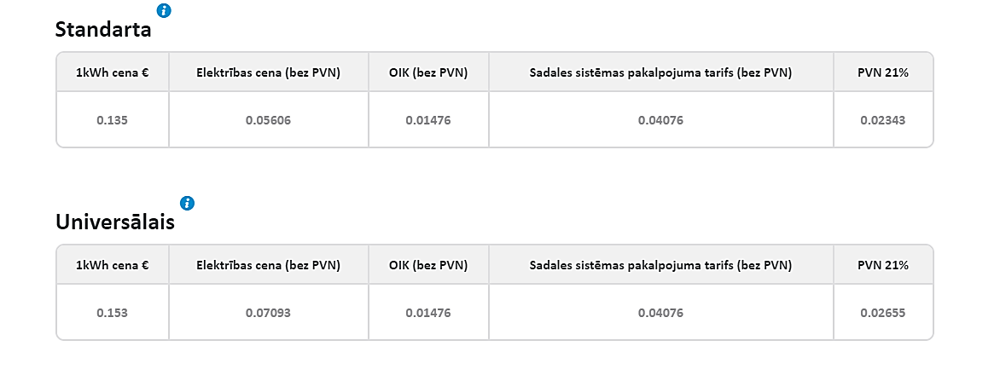 Standarta
1kWh cena € Elektrības cena (bez PVN) OIK (bez PVN) Sadales sistēmas pakalpojuma tarifs (bez PVN) PVN 21%
0.135 0.05606 0.01476 0.04076 0.02343
Universālais
1kWh cena € Elektrības cena (bez PVN) OIK (bez PVN) Sadales sistēmas pakalpojuma tarifs (bez PVN) PVN 21%
0.153 0.07093 0.01476 0.04076 0.02655